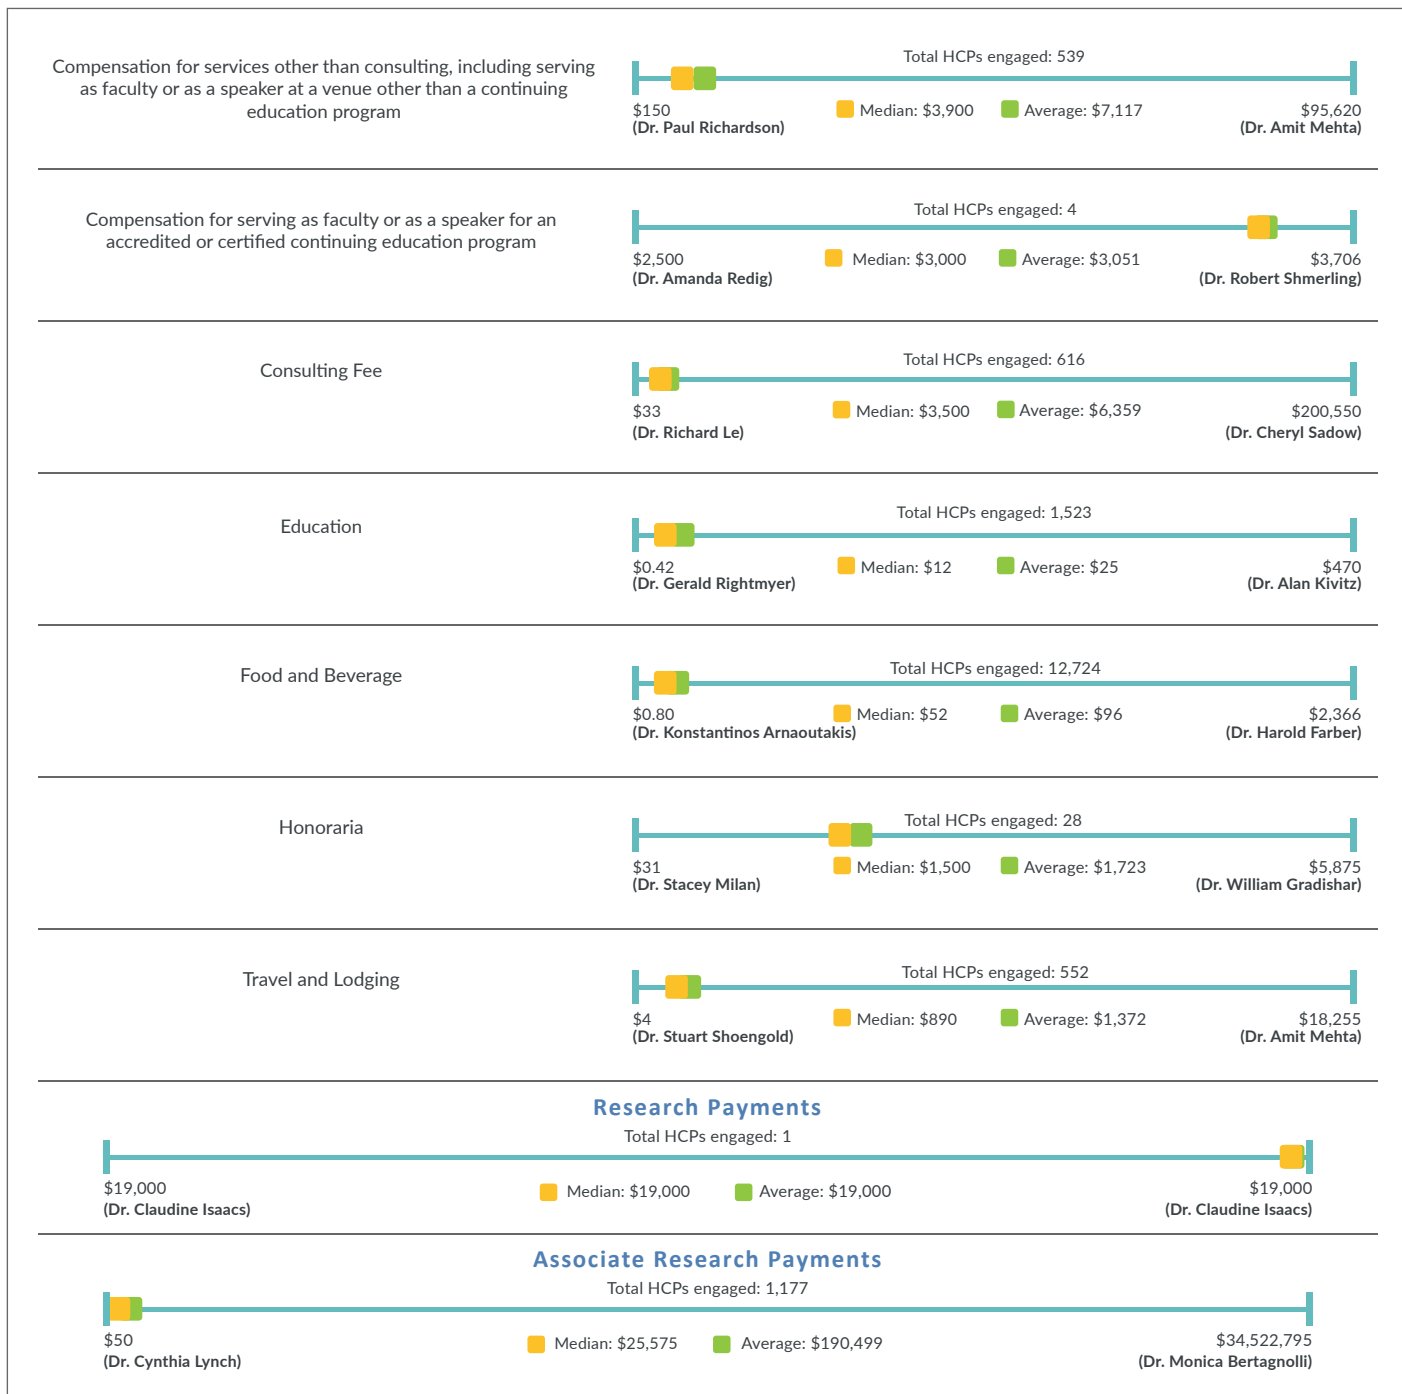 Compensation for services other than consulting, including serving
as faculty or as a speaker at a venue other than a continuing
education program
Total HCPs engaged: 539
$150
(Dr. Paul Richardson)
Median: $3,900
Average: $7,117
$95,620
(Dr. Amit Mehta)
Compensation for serving as faculty or as a speaker for an
accredited or certified continuing education program
Total HCPs engaged: 4
$2,500
(Dr. Amanda Redig)
Median: $3,000
Average: $3,051
$3,706
(Dr. Robert Shmerling)
Consulting Fee
Total HCPs engaged: 616
$33
(Dr. Richard Le)
Median: $3,500
Average: $6,359
$200,550
(Dr. Cheryl Sadow)
Education
Total HCPs engaged: 1,523
$0.42
(Dr. Gerald Rightmyer)
Median: $12
Average: $25
$470
(Dr. Alan Kivitz)
Food and Beverage
Total HCPs engaged: 12,724
$0.80
(Dr. Konstantinos Arnaoutakis)
Median: $52
Average: $96
$2,366
(Dr. Harold Farber)
Honoraria
Total HCPs engaged: 28
$31
(Dr. Stacey Milan)
Median: $1,500
Average: $1,723
$5,875
(Dr. William Gradishar)
Travel and Lodging
Total HCPs engaged: 552
$4
(Dr. Stuart Shoengold)
Median: $890
Average: $1,372
$18,255
(Dr. Amit Mehta)
Research Payments
Total HCPs engaged: 1
$19,000
(Dr. Claudine Isaacs)
Median: $19,000
Average: $19,000
$19,000
(Dr. Claudine Isaacs)
Associate Research Payments
Total HCPs engaged: 1,177
$50
(Dr. Cynthia Lynch)
Median: $25,575
Average: $190,499
$34,522,795
(Dr. Monica Bertagnolli)